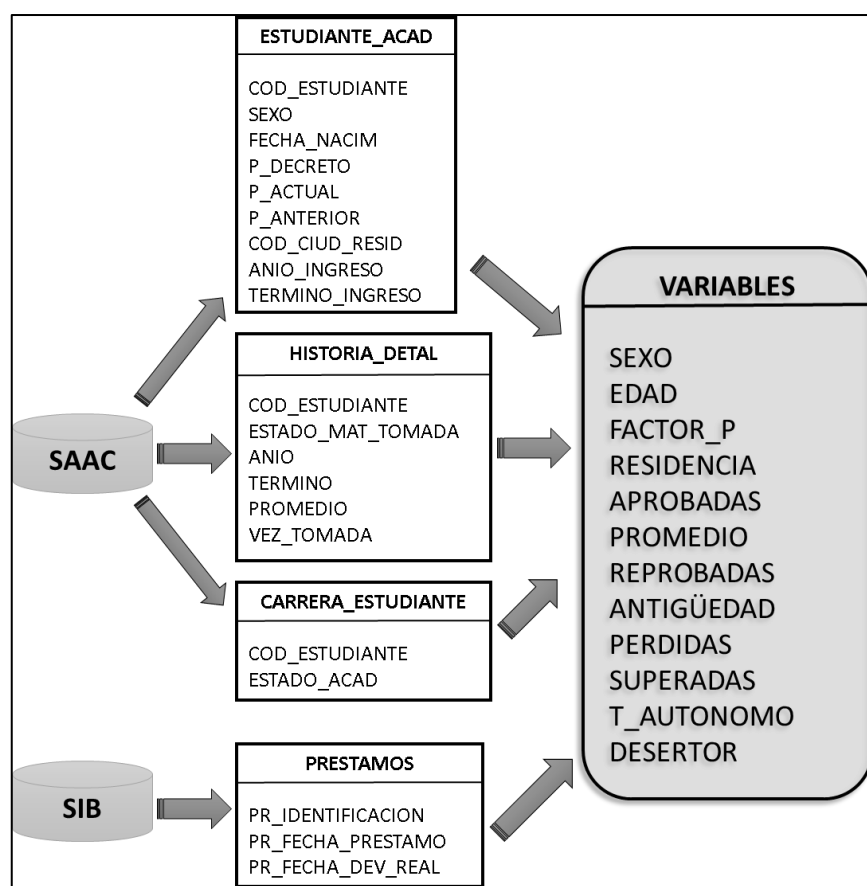 ESTUDIANTE_ACAD
COD_ESTUDIANTE
SEXO
FECHA_NACIM
P_DECRETO
P_ACTUAL
P_ANTERIOR
COD_CIUD_RESID
ANIO_INGRESO
TERMINO_INGRESO
HISTORIA_DETAL
COD_ESTUDIANTE
ESTADO_MAT_TOMADA
ANIO
TERMINO
PROMEDIO
VEZ_TOMADA
SAAC
CARRERA_ESTUDIANTE
COD_ESTUDIANTE
ESTADO_ACAD
SIB
PRESTAMOS
PR_IDENTIFICACION
PR_FECHA_PRESTAMO
PR_FECHA_DEV_REAL
VARIABLES
SEXO
EDAD
FACTOR_P
RESIDENCIA
APROBADAS
PROMEDIO
REPROBADAS
ANTIGÜEDAD
PERDIDAS
SUPERADAS
T_AUTONOMO
DESERTOR